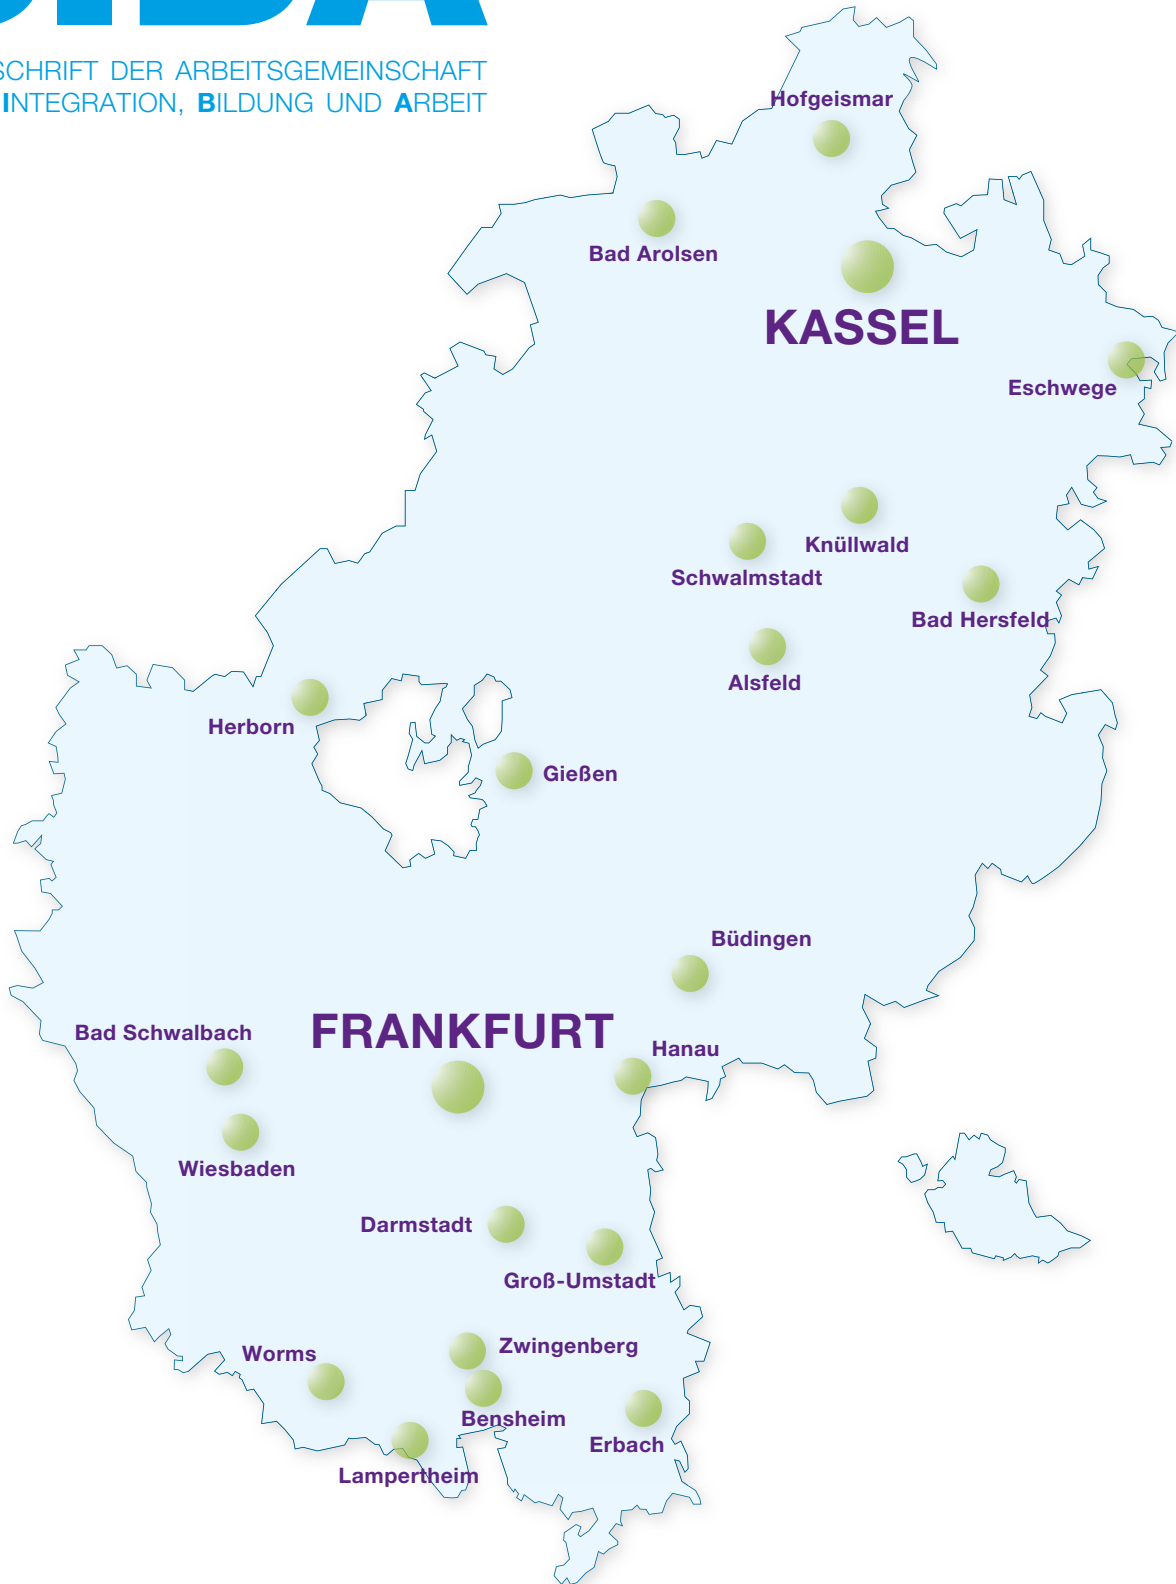 SCHRIFT DER ARBEITSGEMEINSCHAFT
INTEGRATION, BILDUNG UND ARBEIT
Hofgeismar
Bad Arolsen
KASSEL
Eschwege
Knüllwald
Schwalmstadt
Bad Hersfeld
Alsfeld
Herborn
Gießen
Büdingen
FRANKFURT
Bad Schwalbach
Hanau
Wiesbaden
Darmstadt
Groß-Umstadt
Zwingenberg
Worms
Bensheim
Erbach
Lampertheim